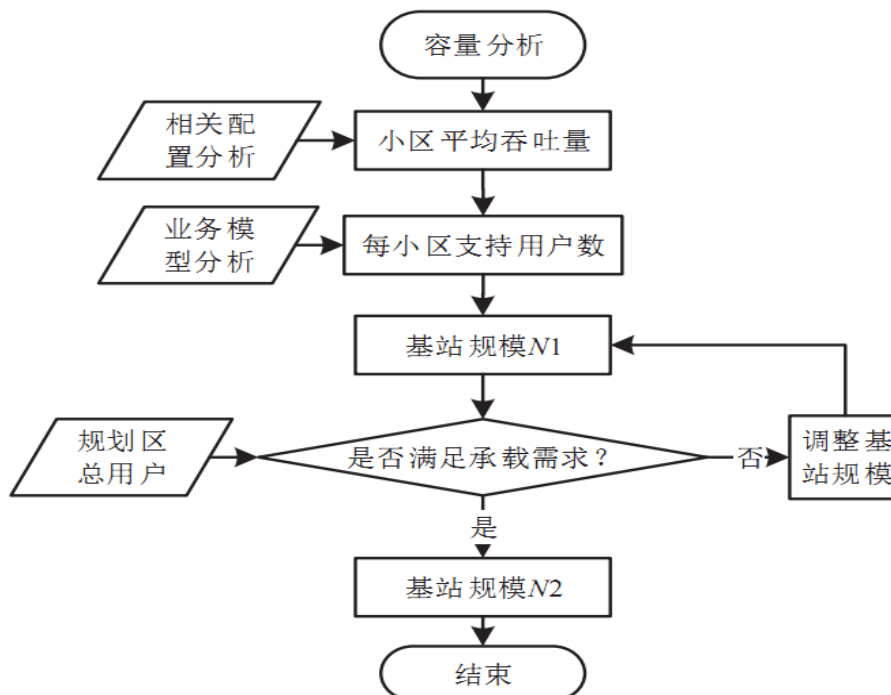 容量分析
相关配
置分析
小区平均吞吐量
业务模
型分析
每小区支持用户数
基站规模N1
规划区
总用户
是否满足承载需求？
否
调整基
站规模
是
基站规模N2
结束